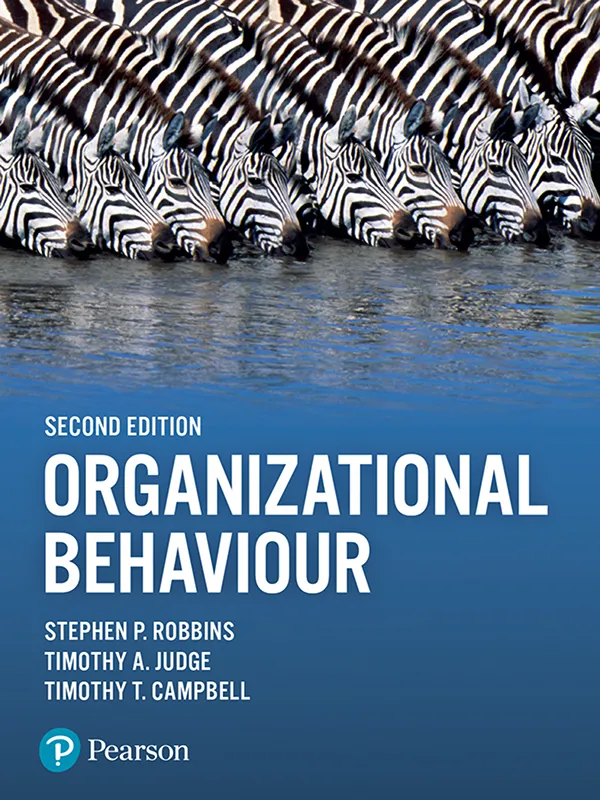 SECOND EDITION
ORGANIZATIONAL
BEHAVIOUR
STEPHEN P. ROBBINS
TIMOTHY A. JUDGE
TIMOTHY T. CAMPBELL
P Pearson